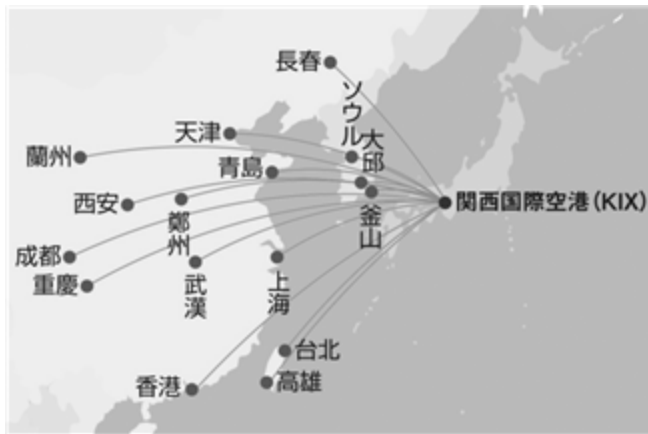 長春
ソウル
大邱
天津
蘭州
青島
西安
鄭州
釜山
関西国際空港(KIX)
成都
重慶
武漢
上海
台北
高雄
香港